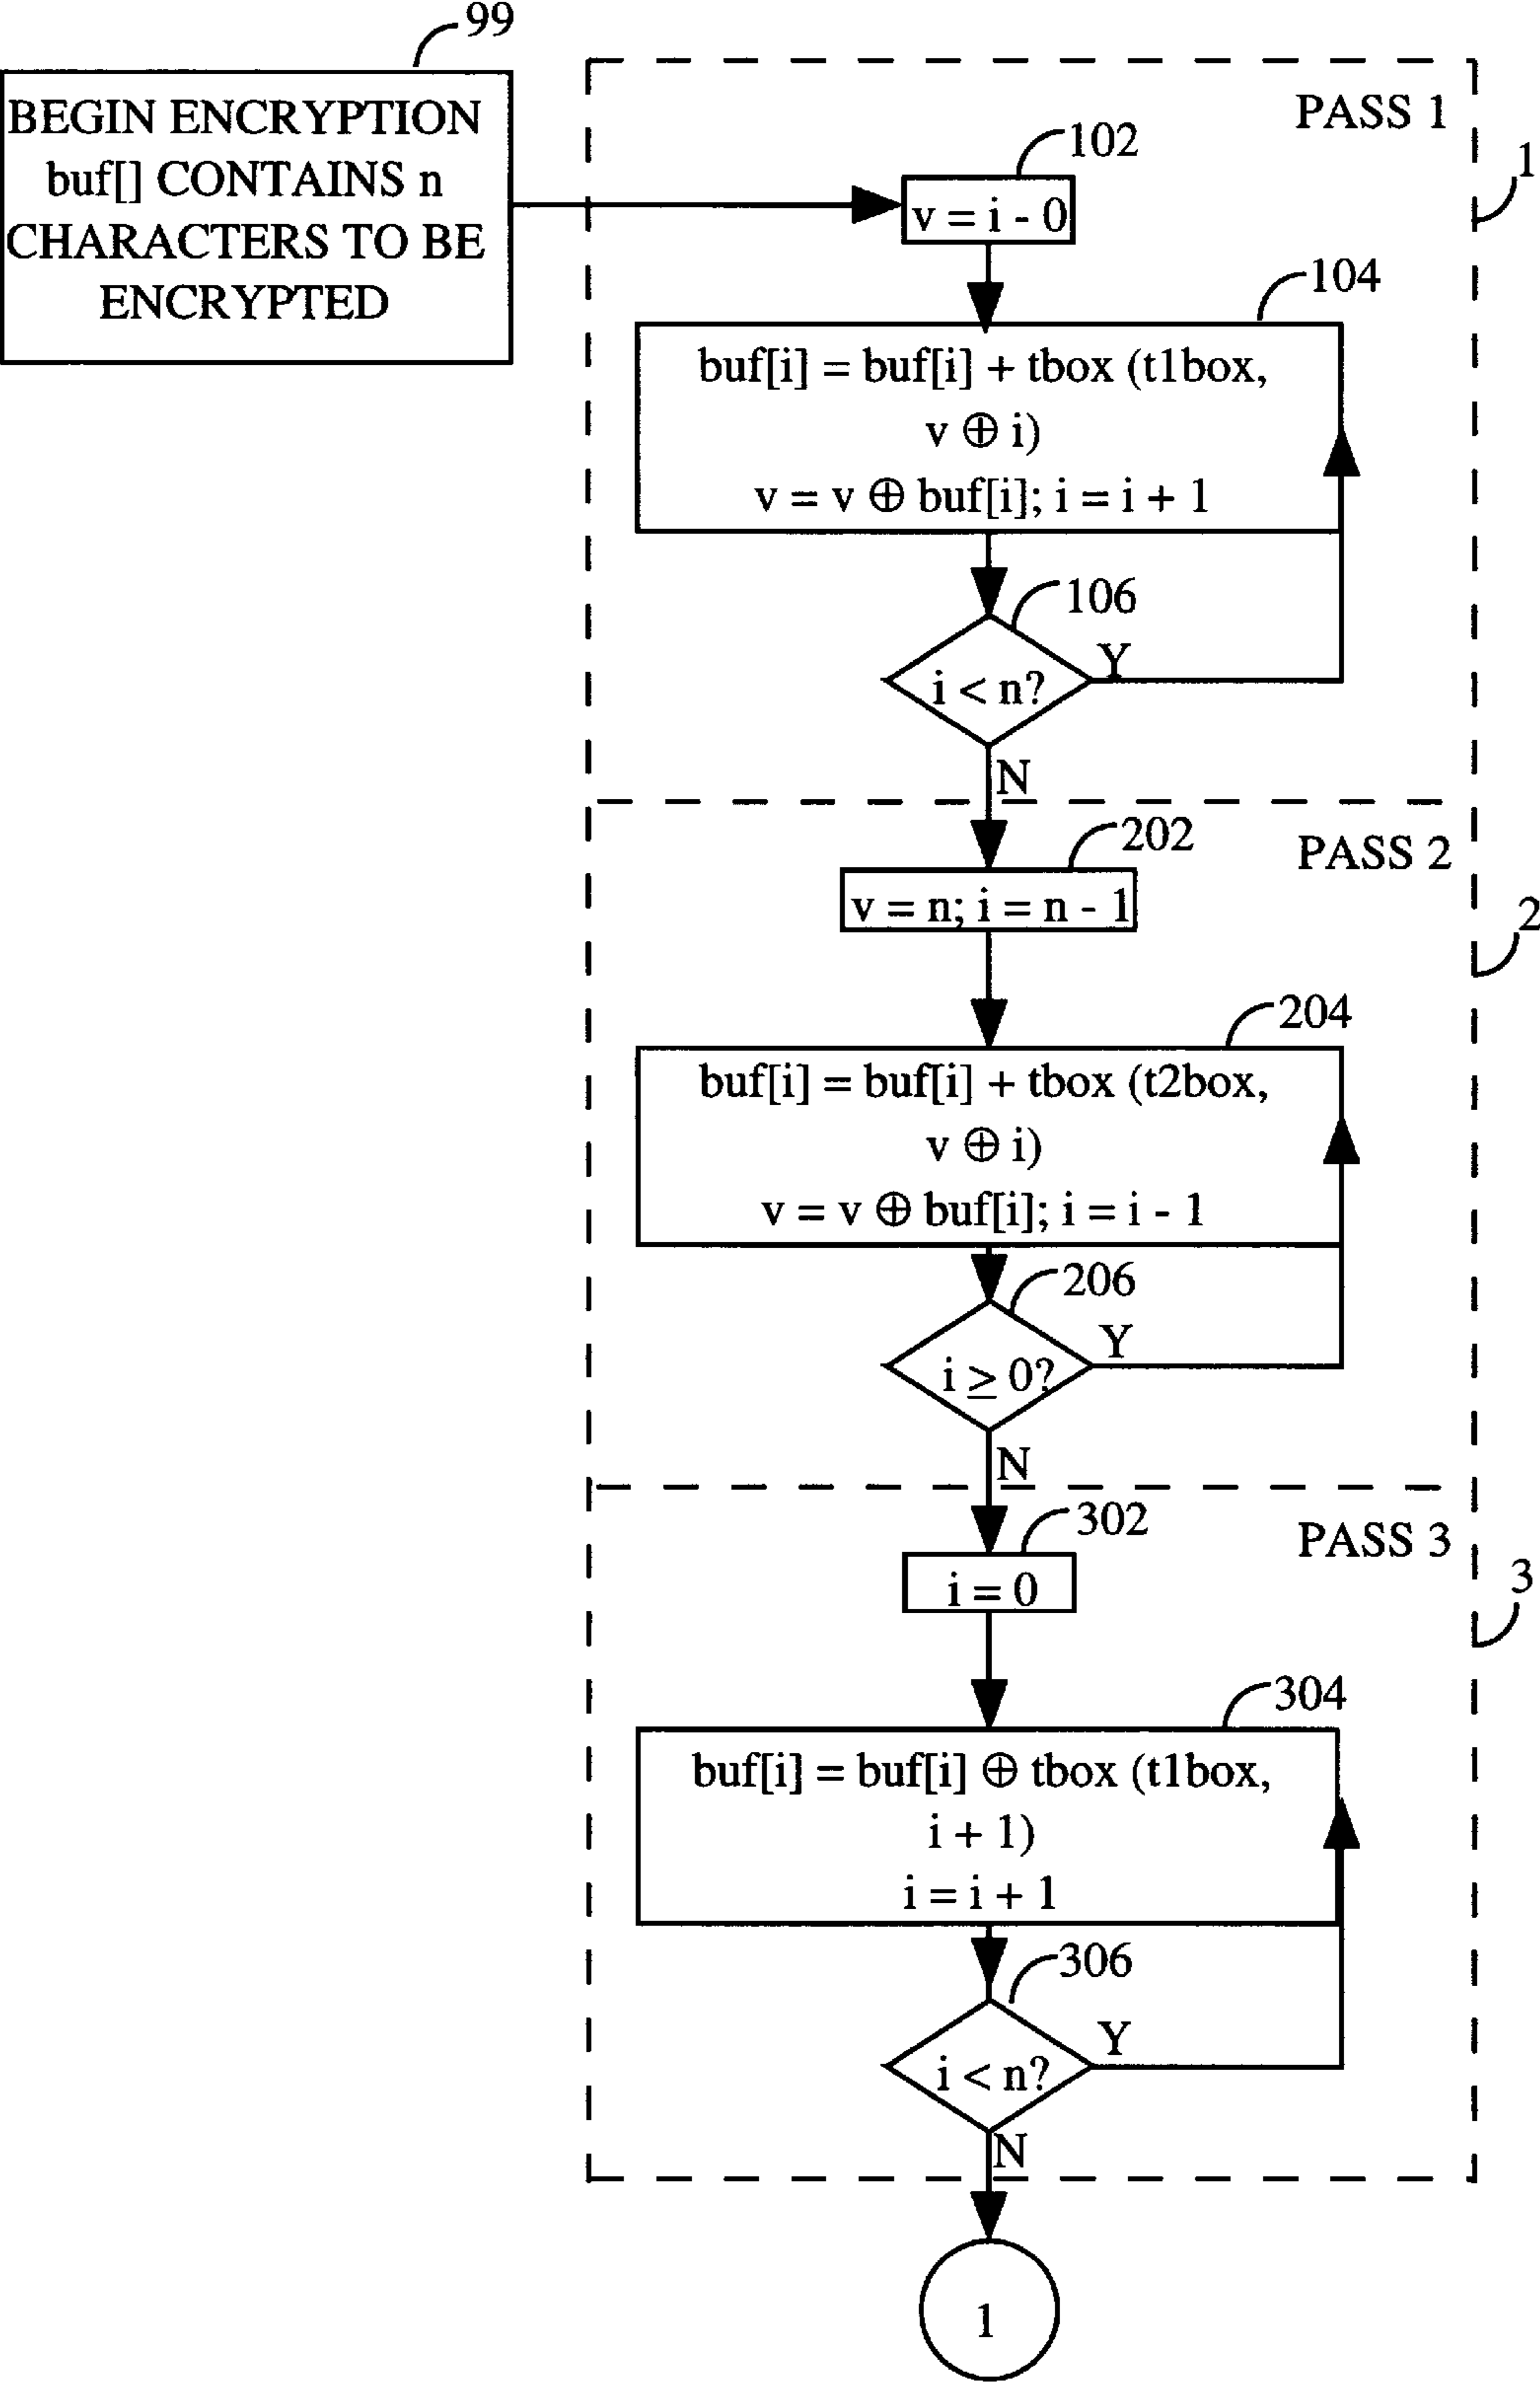 99
BEGIN ENCRYPTION
buf[] CONTAINS n
CHARACTERS TO BE
ENCRYPTED
PASS 1
1
102
v = i - 0
104
buf[i] = buf[i] + tbox (t1box,
v ⊕ i)
v = v ⊕ buf[i]; i = i + 1
106
i < n?
Y
N
PASS 2
2
202
v = n; i = n - 1
204
buf[i] = buf[i] + tbox (t2box,
v ⊕ i)
v = v ⊕ buf[i]; i = i - 1
206
i ≥ 0?
Y
N
PASS 3
3
302
i = 0
304
buf[i] = buf[i] ⊕ tbox (t1box,
i + 1)
i = i + 1
306
i < n?
Y
N
1